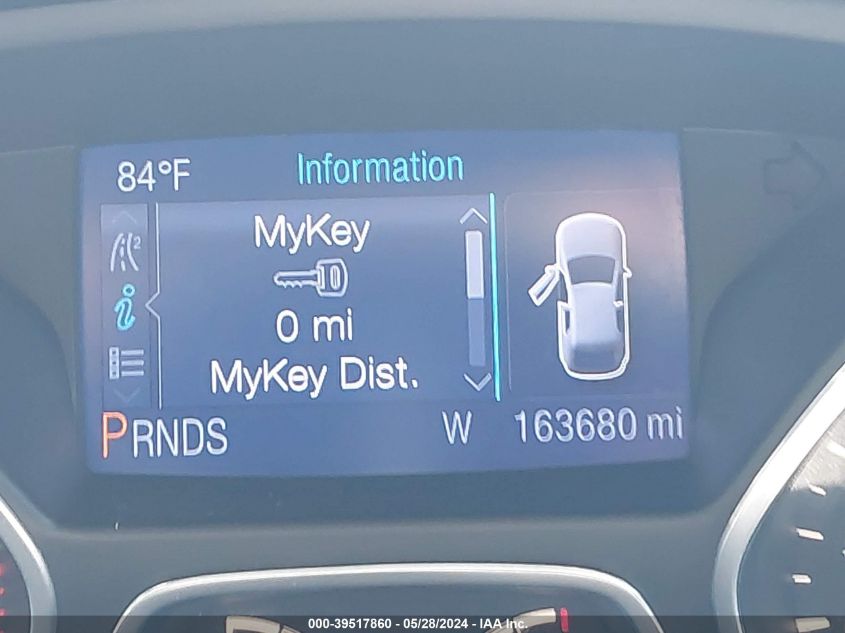 84°F
Information
MyKey
0 mi
MyKey Dist.
PRNDS
W
163680 mi
000-39517860 - 05/28/2024 - IAA Inc.